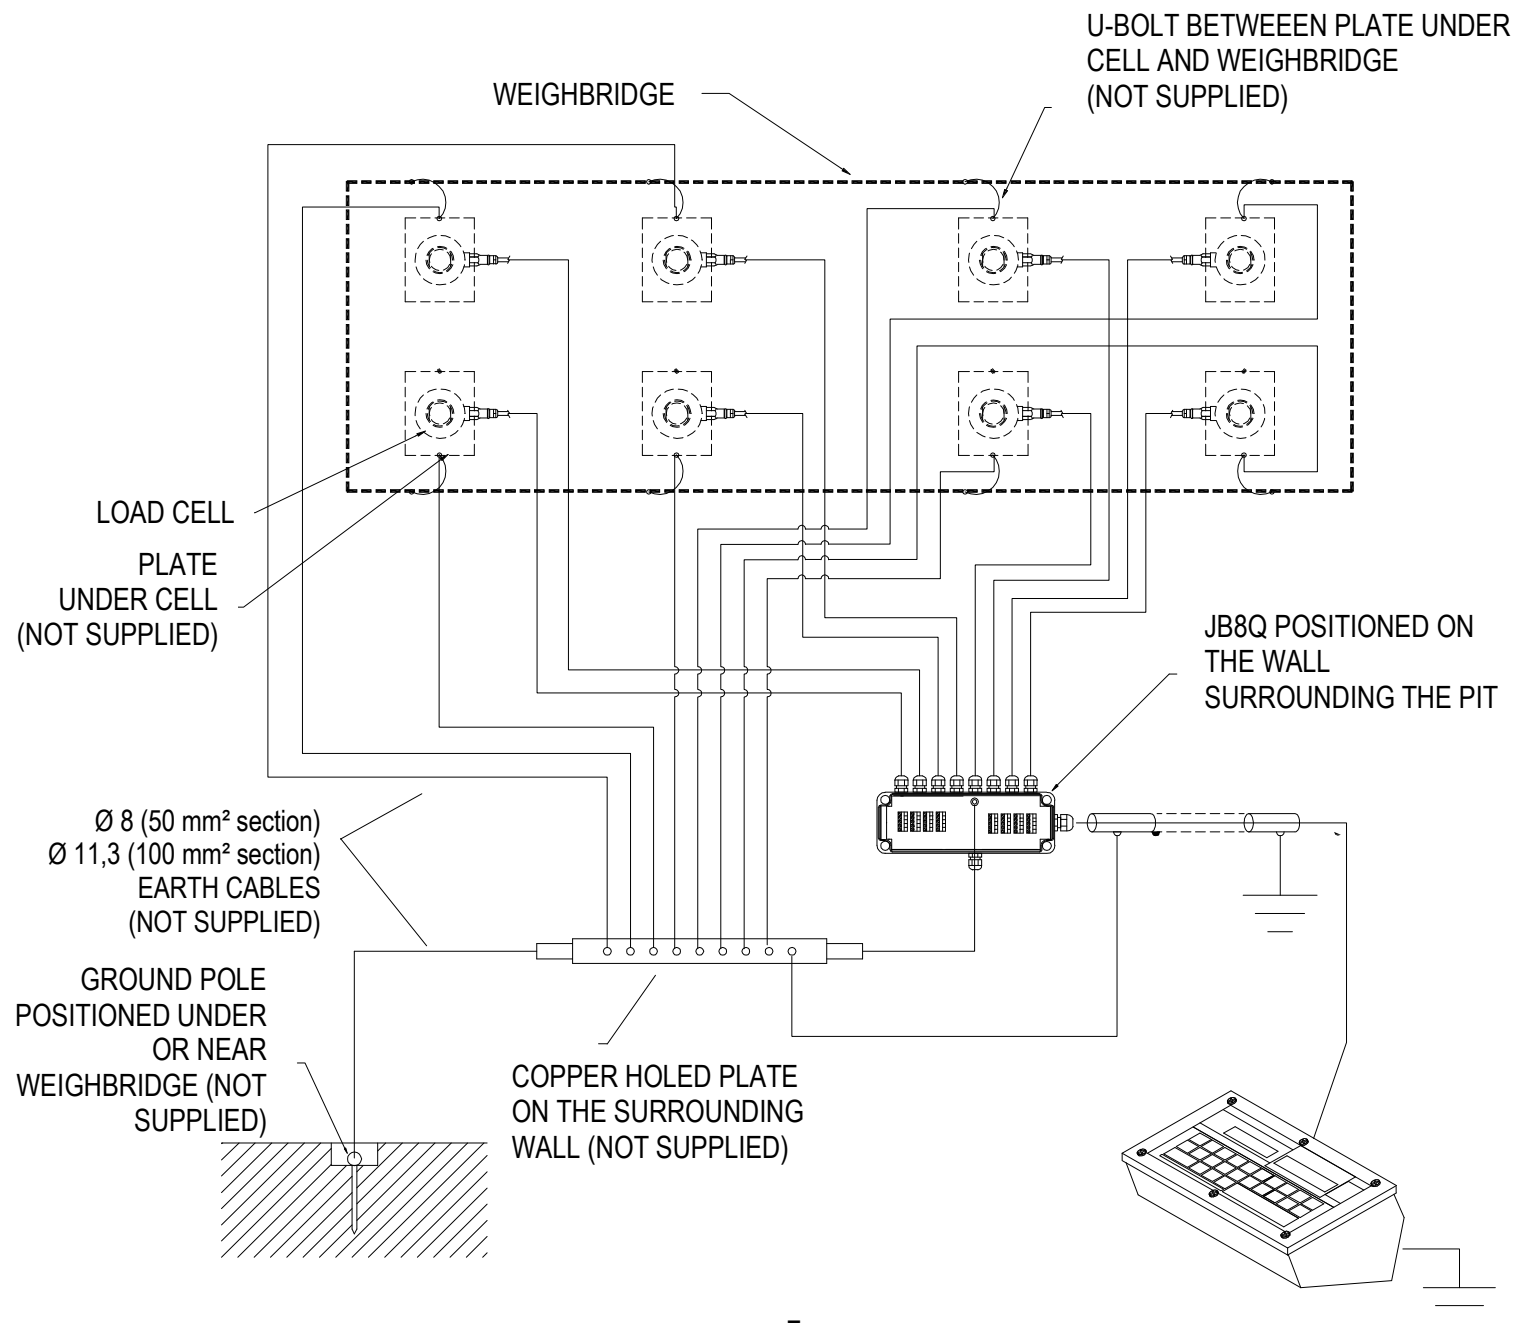 U-BOLT BETWEEEN PLATE UNDER
CELL AND WEIGHBRIDGE
(NOT SUPPLIED)
WEIGHBRIDGE
LOAD CELL
PLATE
UNDER CELL
(NOT SUPPLIED)
JB8Q POSITIONED ON
THE WALL
SURROUNDING THE PIT
Ø 8 (50 mm² section)
Ø 11,3 (100 mm² section)
EARTH CABLES
(NOT SUPPLIED)
GROUND POLE
POSITIONED UNDER
OR NEAR
WEIGHBRIDGE (NOT
SUPPLIED)
COPPER HOLED PLATE
ON THE SURROUNDING
WALL (NOT SUPPLIED)